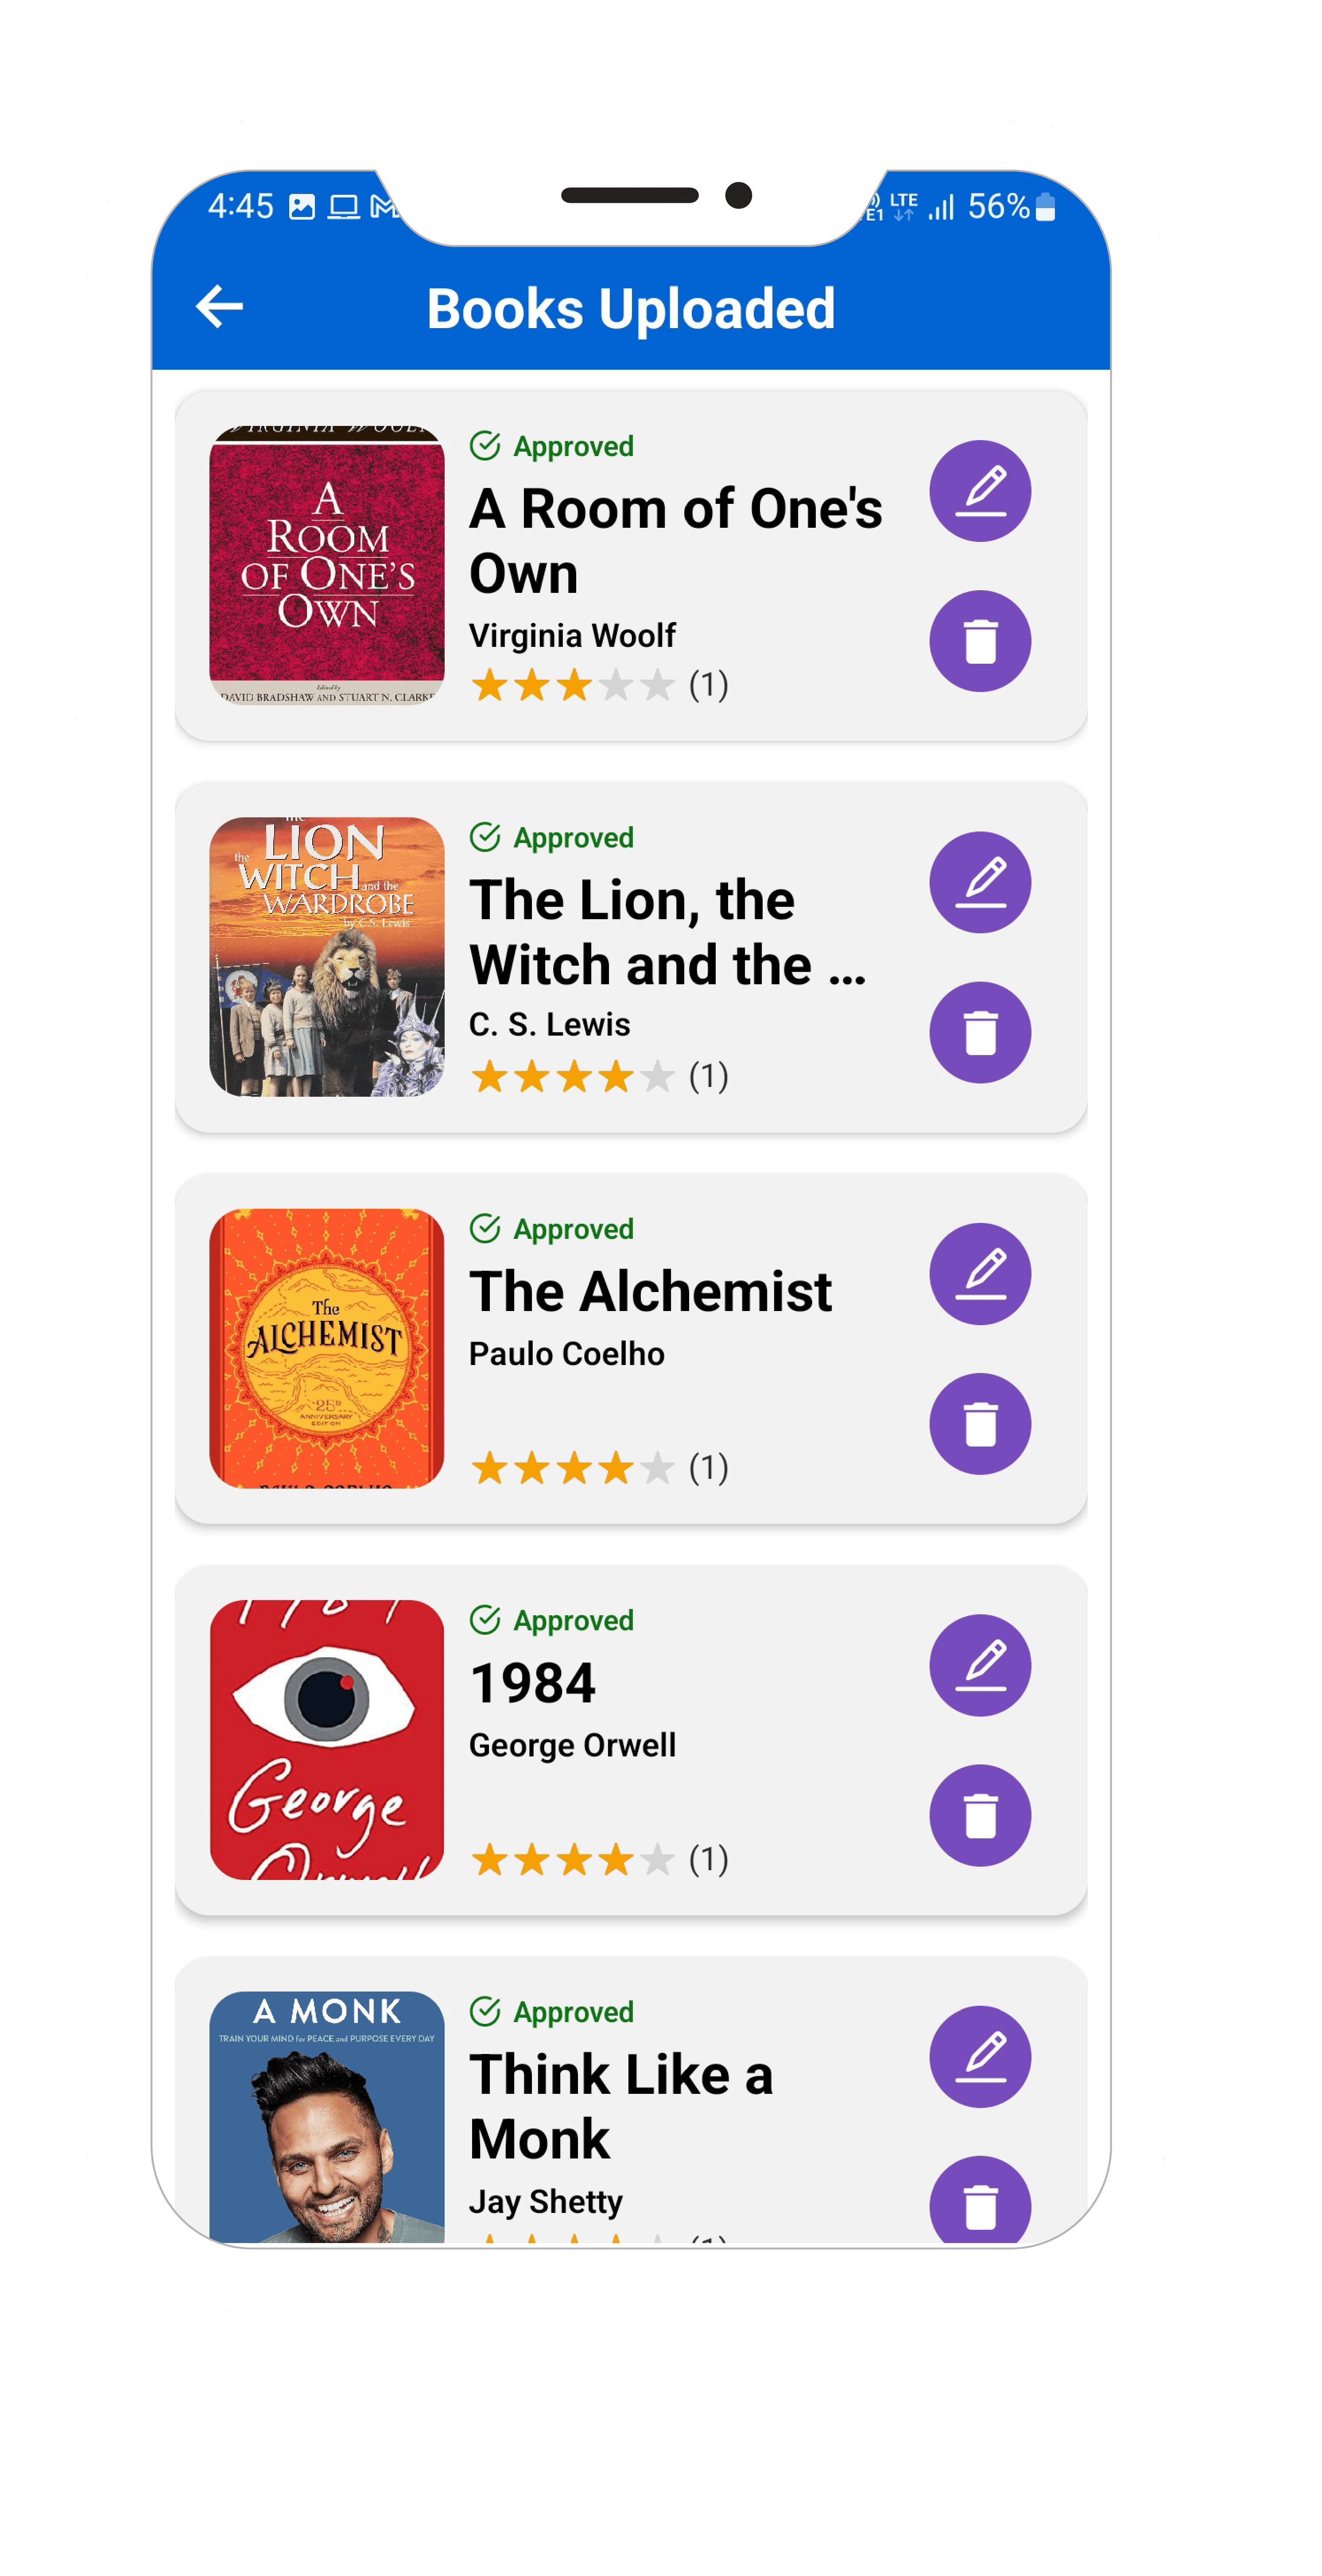 4:45
LTE
E1
56%
Books Uploaded
A
ROOM
OF ONE'S
OWN
Edited by
DAVID BRADSHAW AND STUART N. CLARKE
Approved
A Room of One's
Own
Virginia Woolf
(1)
the LION
the WITCH and the
WARDROBE
by C.S. Lewis
Approved
The Lion, the
Witch and the ...
C. S. Lewis
(1)
The
ALCHEMIST
25th
ANNIVERSARY
EDITION
Approved
The Alchemist
Paulo Coelho
(1)
1984
George
Orwell
Approved
1984
George Orwell
(1)
A MONK
TRAIN YOUR MIND for PEACE and PURPOSE EVERY DAY
Approved
Think Like a
Monk
Jay Shetty